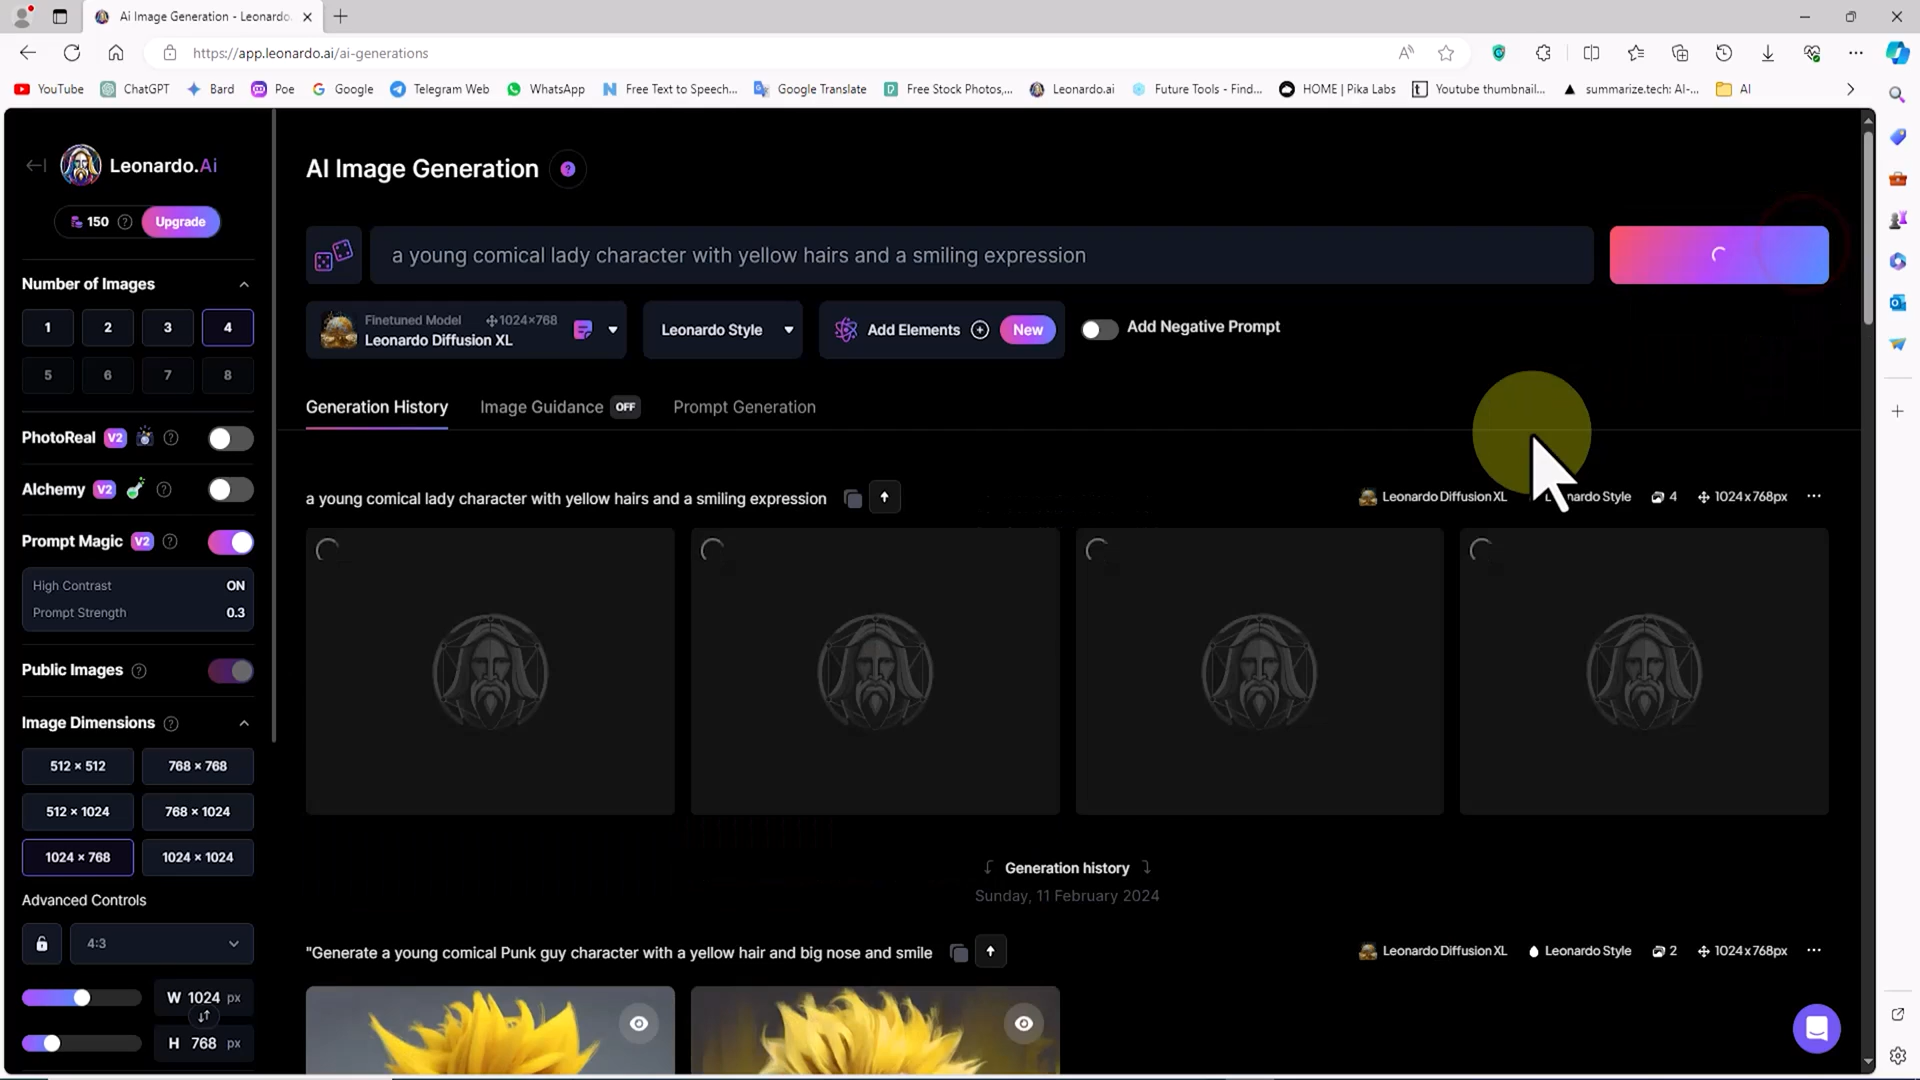 Ai Image Generation - Leonardo.
https://app.leonardo.ai/ai-generations
YouTube ChatGPT Bard Poe Google Telegram Web WhatsApp Free Text to Speech... Google Translate Free Stock Photos,... Leonardo.ai Future Tools - Find... HOME | Pika Labs Youtube thumbnail... summarize.tech: AI-... AI
Leonardo.Ai
150 Upgrade
Number of Images
1 2 3 4
5 6 7 8
PhotoReal V2
Alchemy V2
Prompt Magic V2
High Contrast ON
Prompt Strength 0.3
Public Images
Image Dimensions
512 × 512 768 × 768
512 × 1024 768 × 1024
1024 × 768 1024 × 1024
Advanced Controls
4:3
W 1024 px
H 768 px
AI Image Generation
a young comical lady character with yellow hairs and a smiling expression
Finetuned Model 1024×768
Leonardo Diffusion XL
Leonardo Style
Add Elements New
Add Negative Prompt
Generation History Image Guidance OFF Prompt Generation
a young comical lady character with yellow hairs and a smiling expression
Leonardo Diffusion XL Style 4 1024x768px
Generation history
Sunday, 11 February 2024
"Generate a young comical Punk guy character with a yellow hair and big nose and smile
Leonardo Diffusion XL Leonardo Style 2 1024x768px